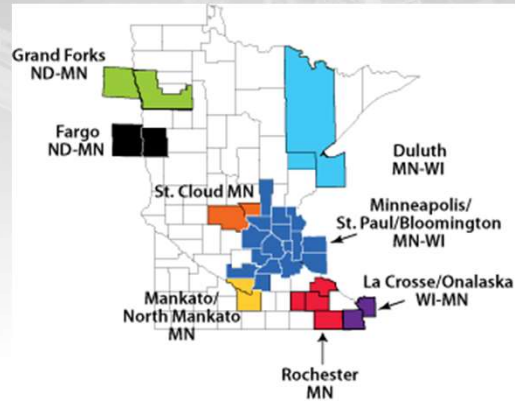 Grand Forks
ND-MN
Fargo
ND-MN
Duluth
MN-WI
St. Cloud MN
Minneapolis/
St. Paul/Bloomington
MN-WI
La Crosse/Onalaska
WI-MN
Mankato/
North Mankato
MN
Rochester
MN